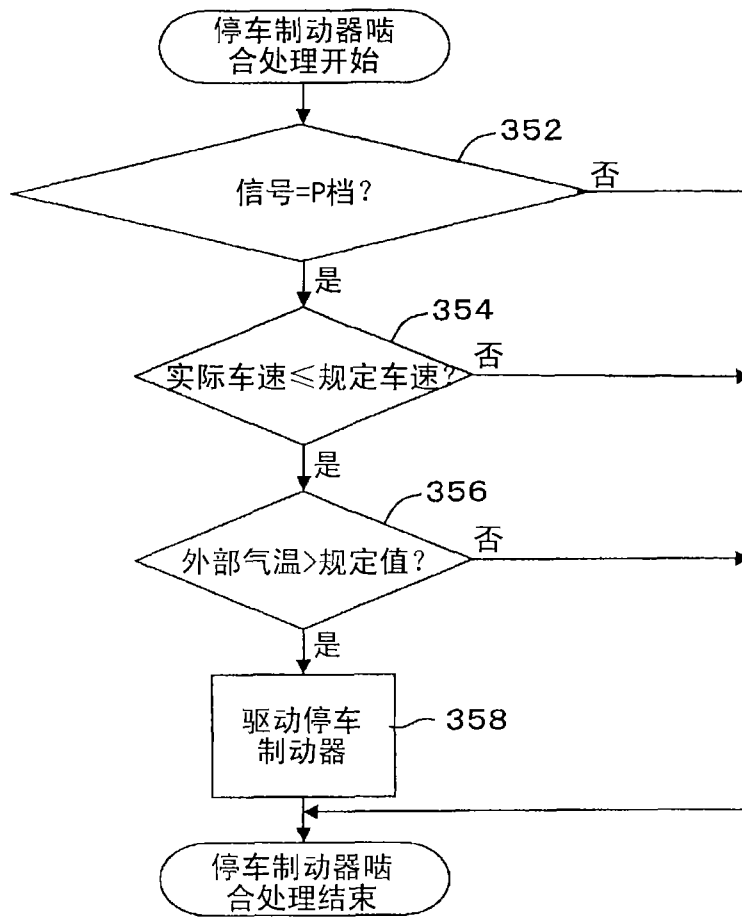 停车制动器啮
合处理开始
352
信号=P档?
否
是
354
实际车速≤规定车速?
否
是
356
外部气温>规定值?
否
是
驱动停车
制动器
358
停车制动器啮
合处理结束